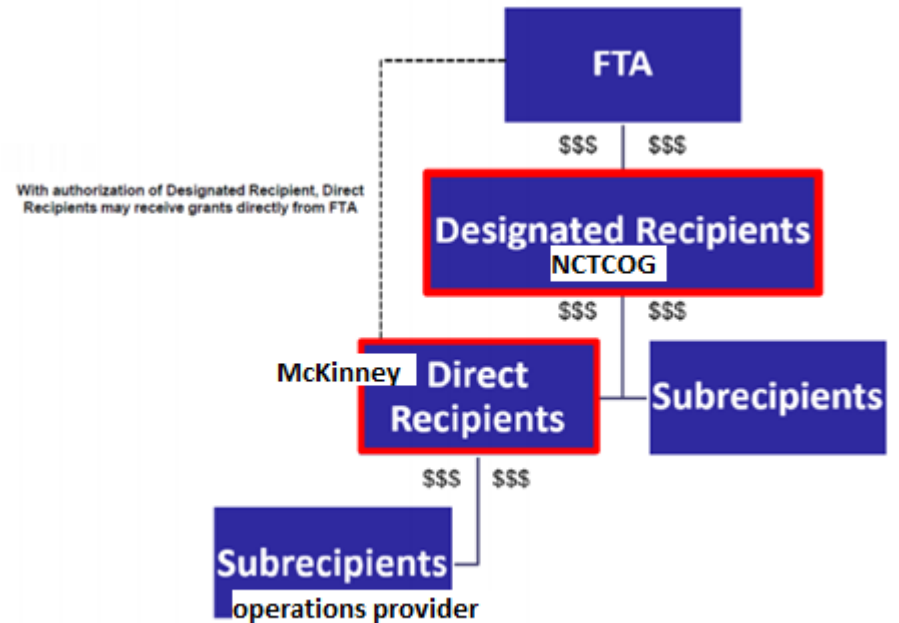 FTA
$$$ $$$
With authorization of Designated Recipient, Direct
Recipients may receive grants directly from FTA
Designated Recipients
NCTCOG
$$$ $$$
McKinney
Direct
Recipients
Subrecipients
$$$ $$$
Subrecipients
operations provider